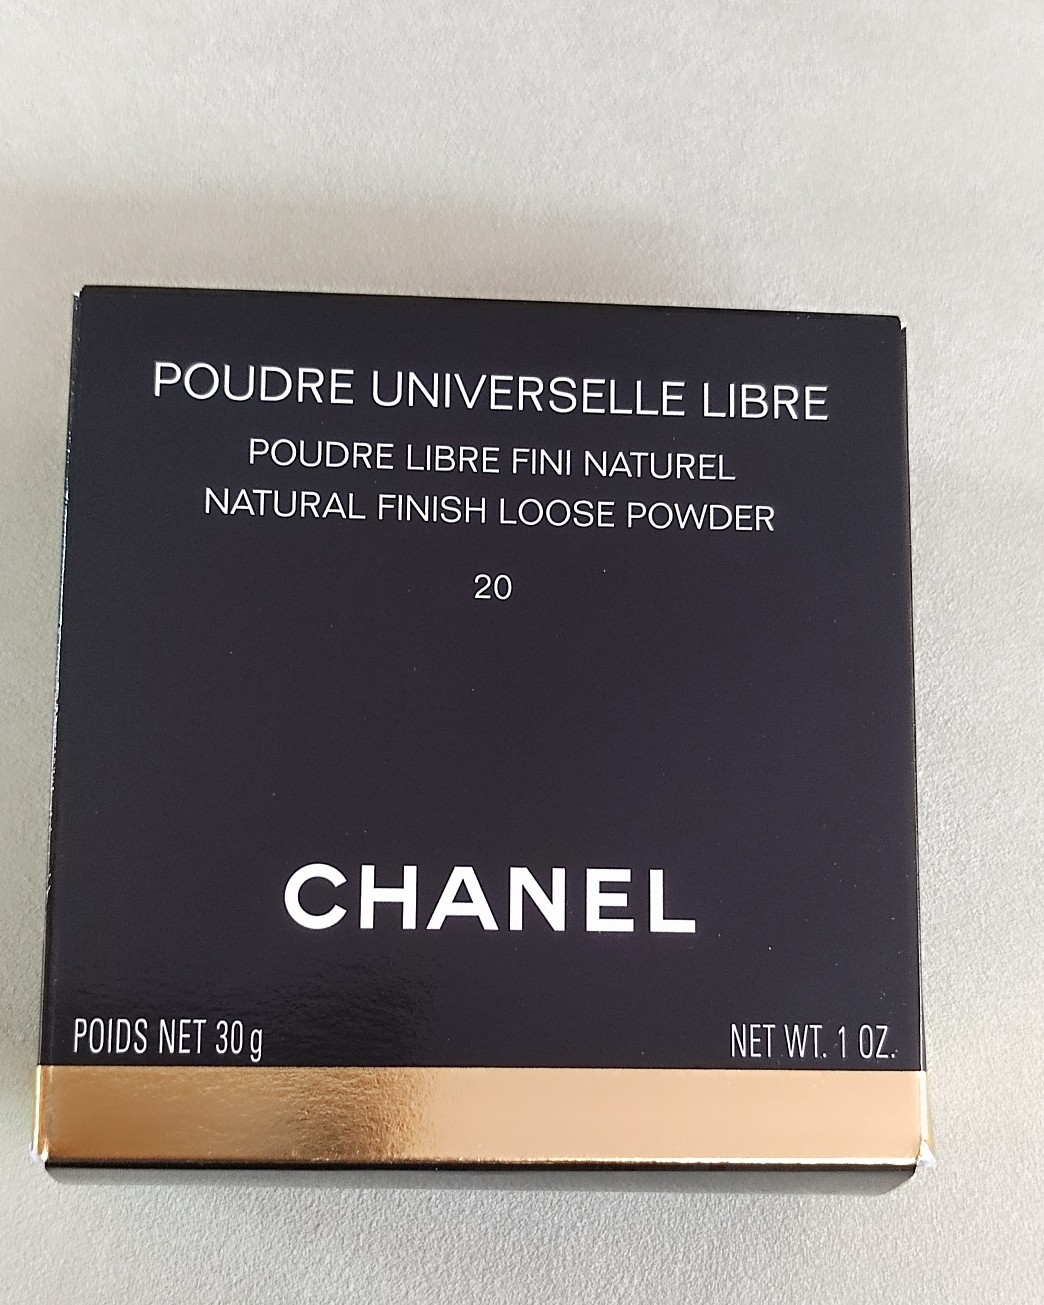 POUDRE UNIVERSELLE LIBRE
POUDRE LIBRE FINI NATUREL
NATURAL FINISH LOOSE POWDER
20
CHANEL
POIDS NET 30 g
NET WT. 1 OZ.